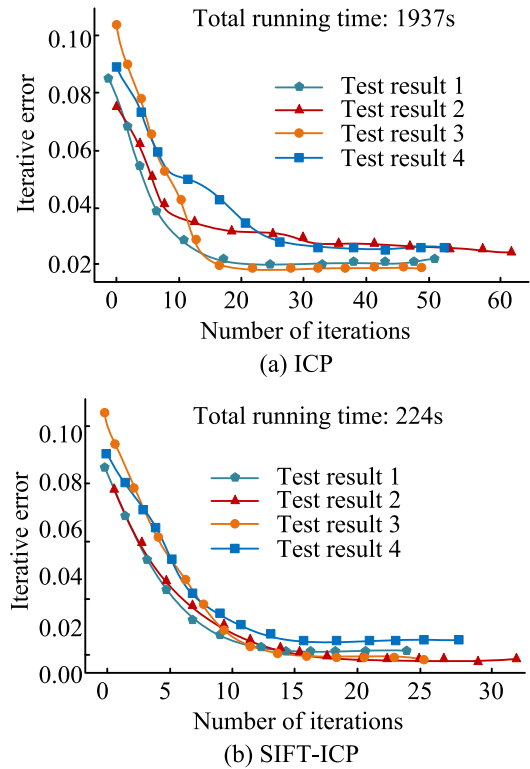 Total running time: 1937s
0.10
0.08
0.06
0.04
0.02
Iterative error
Test result 1
Test result 2
Test result 3
Test result 4
0 10 20 30 40 50 60
Number of iterations
(a) ICP
Total running time: 224s
0.10
0.08
0.06
0.04
0.02
0.00
Iterative error
Test result 1
Test result 2
Test result 3
Test result 4
0 5 10 15 20 25 30
Number of iterations
(b) SIFT-ICP